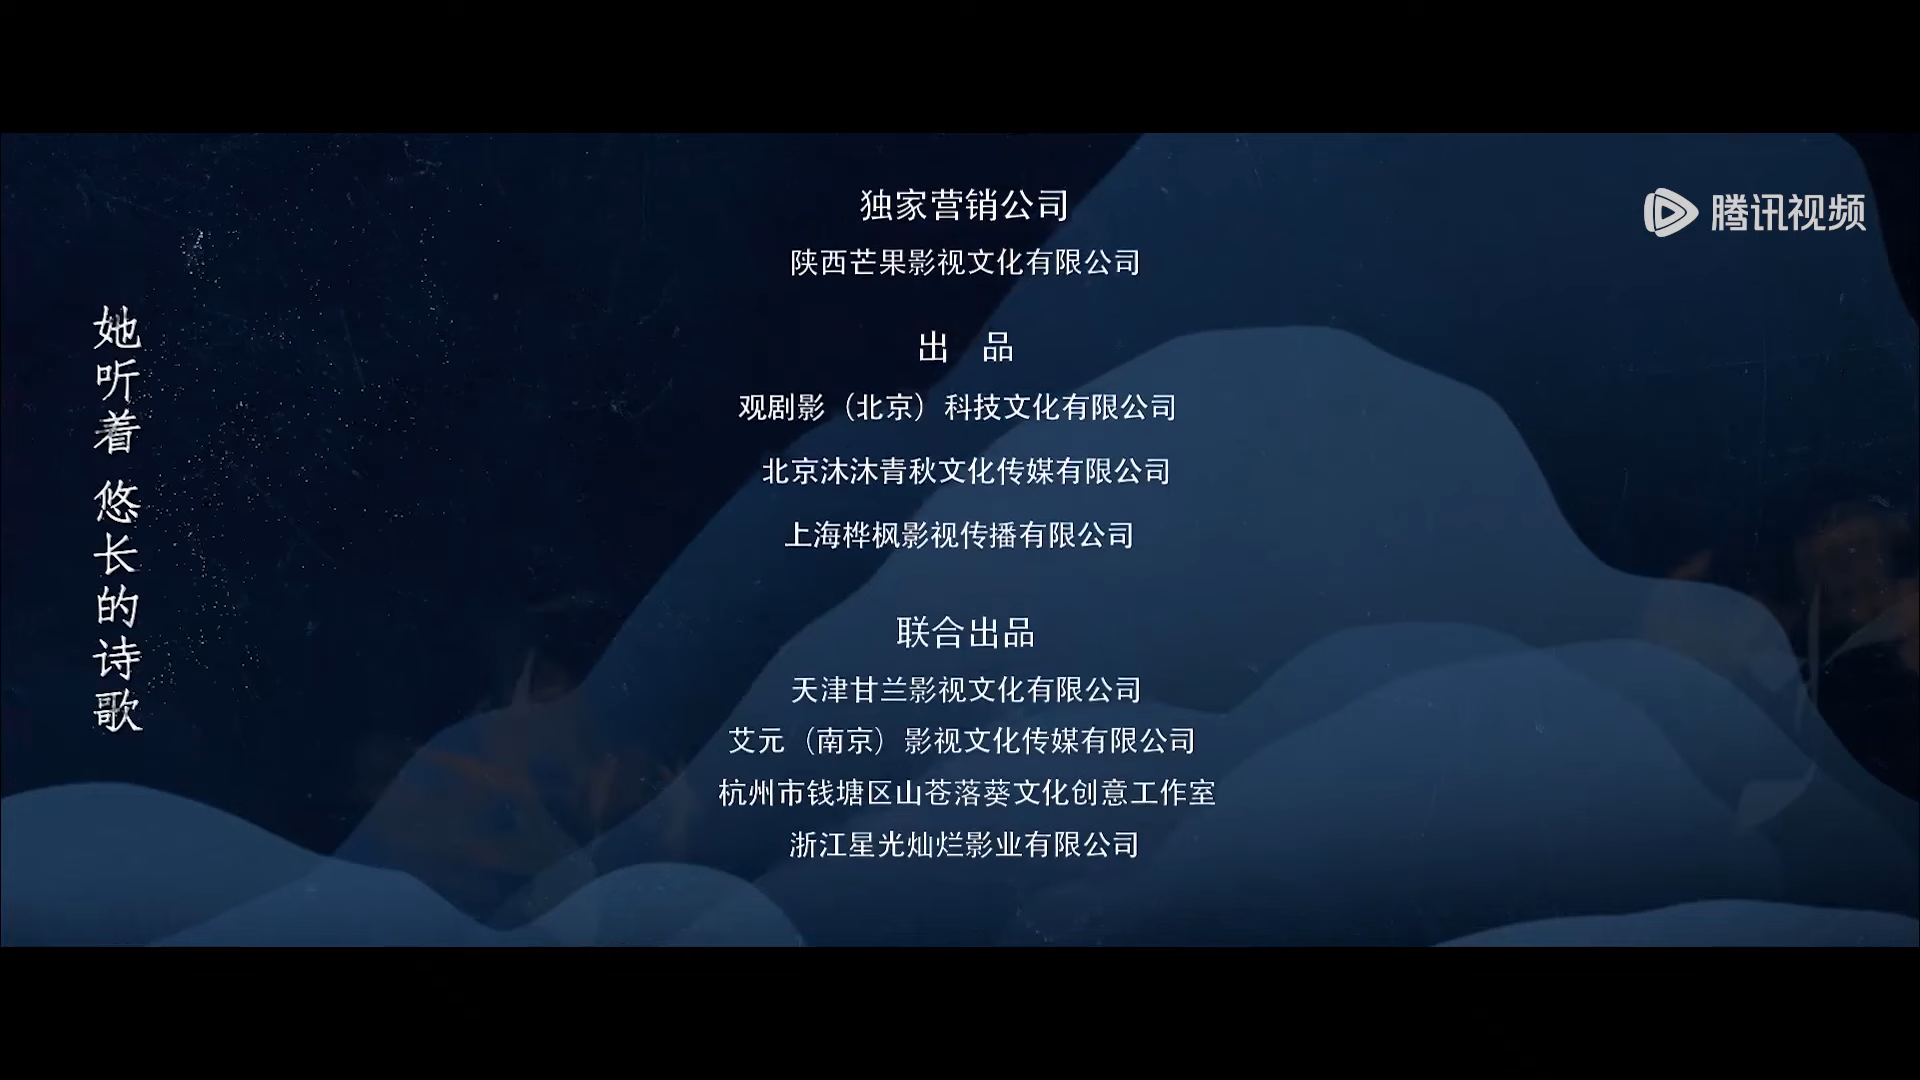 独家营销公司
陕西芒果影视文化有限公司
出 品
观剧影（北京）科技文化有限公司
北京沐沐青秋文化传媒有限公司
上海桦枫影视传播有限公司
联合出品
天津甘兰影视文化有限公司
艾元（南京）影视文化传媒有限公司
杭州市钱塘区山苍落葵文化创意工作室
浙江星光灿烂影业有限公司
她听着 悠长的诗歌
腾讯视频